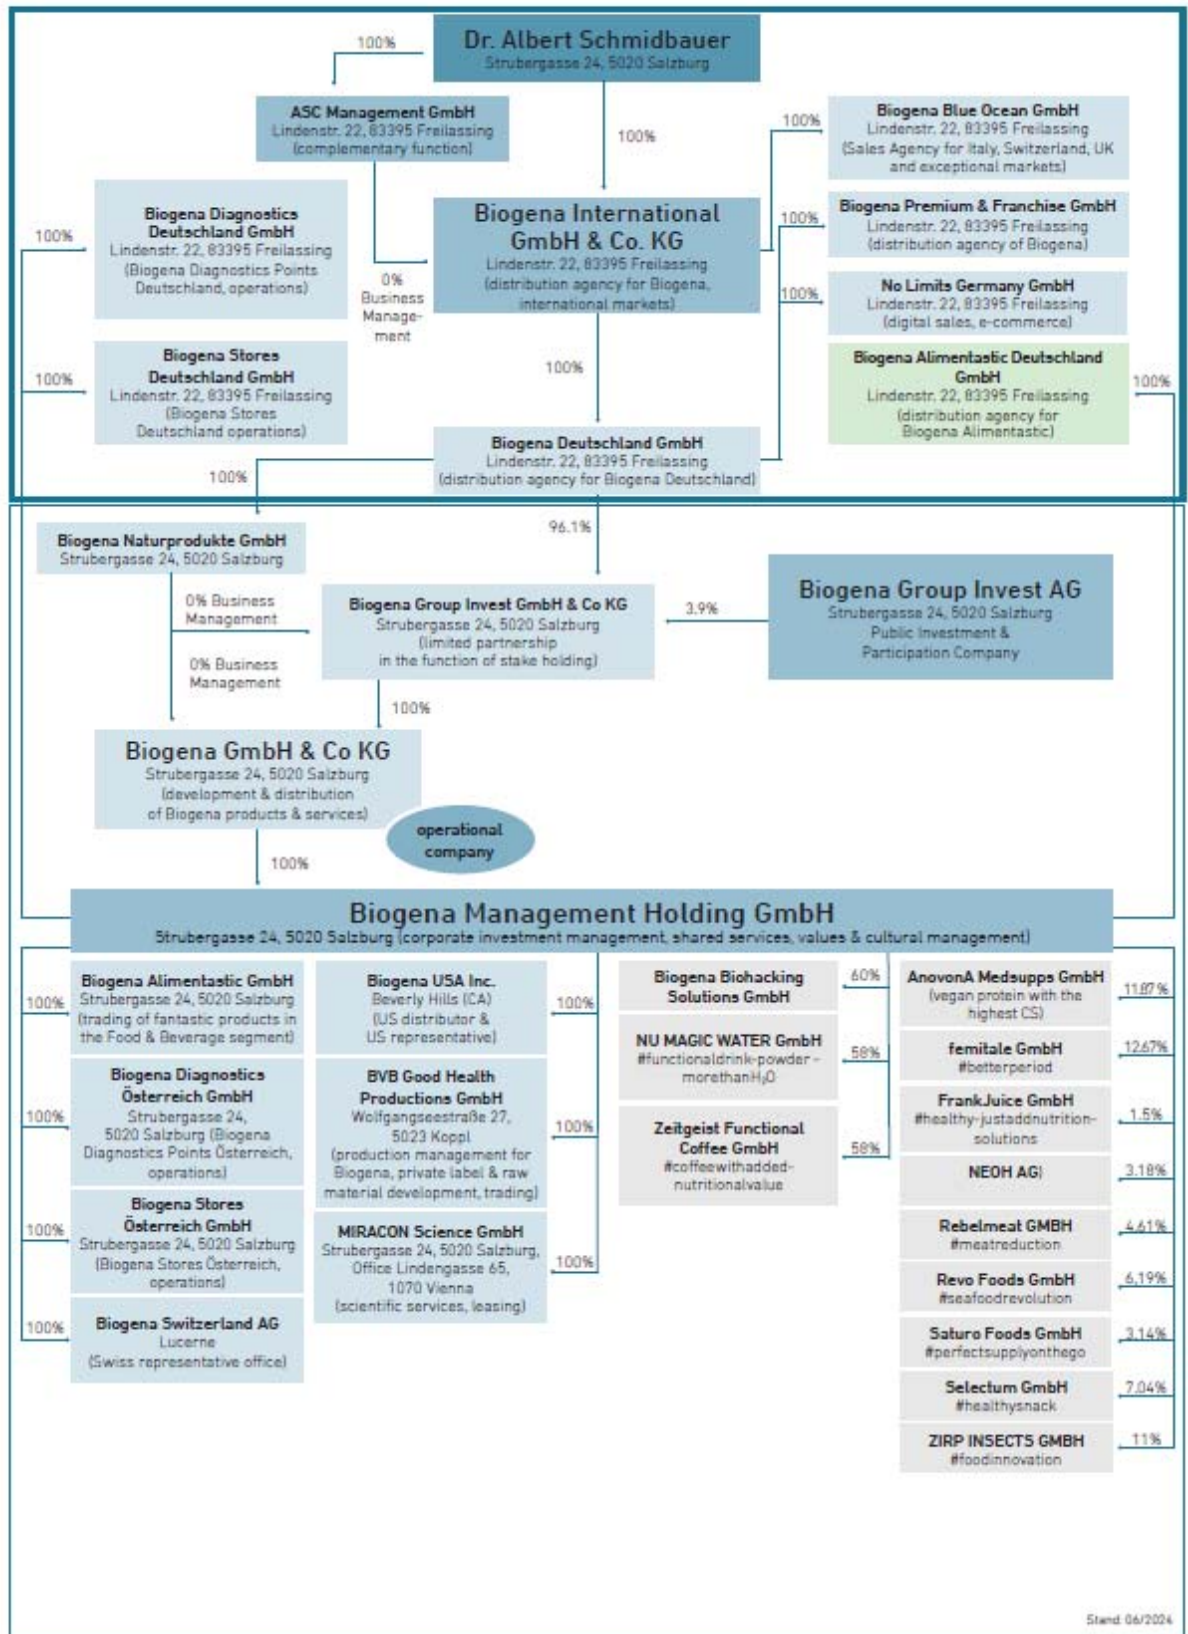 Dr. Albert Schmidbauer
Strubergasse 24, 5020 Salzburg
100%
ASC Management GmbH
Lindenstr. 22, 83395 Freilassing
(complementary function)
100%
100%
Biogena Blue Ocean GmbH
Lindenstr. 22, 83395 Freilassing
(Sales Agency for Italy, Switzerland, UK
and exceptional markets)
100%
Biogena Diagnostics
Deutschland GmbH
Lindenstr. 22, 83395 Freilassing
(Biogena Diagnostics Points
Deutschland, operations)
0%
Business
Manage-
ment
Biogena International
GmbH & Co. KG
Lindenstr. 22, 83395 Freilassing
(distribution agency for Biogena,
international markets)
100%
Biogena Premium & Franchise GmbH
Lindenstr. 22, 83395 Freilassing
(distribution agency of Biogena)
100%
No Limits Germany GmbH
Lindenstr. 22, 83395 Freilassing
(digital sales, e-commerce)
100%
Biogena Stores
Deutschland GmbH
Lindenstr. 22, 83395 Freilassing
(Biogena Stores
Deutschland operations)
100%
Biogena Alimentastic Deutschland
GmbH
Lindenstr. 22, 83395 Freilassing
(distribution agency for
Biogena Alimentastic)
100%
100%
Biogena Deutschland GmbH
Lindenstr. 22, 83395 Freilassing
(distribution agency for Biogena Deutschland)
96.1%
Biogena Naturprodukte GmbH
Strubergasse 24, 5020 Salzburg
0% Business
Management
0% Business
Management
Biogena Group Invest GmbH & Co KG
Strubergasse 24, 5020 Salzburg
(limited partnership
in the function of stake holding)
3.9%
Biogena Group Invest AG
Strubergasse 24, 5020 Salzburg
Public Investment &
Participation Company
100%
Biogena GmbH & Co KG
Strubergasse 24, 5020 Salzburg
(development & distribution
of Biogena products & services)
operational
company
100%
Biogena Management Holding GmbH
Strubergasse 24, 5020 Salzburg (corporate investment management, shared services, values & cultural management)
100%
Biogena Alimentastic GmbH
Strubergasse 24, 5020 Salzburg
(trading of fantastic products in
the Food & Beverage segment)
100%
Biogena Diagnostics
Österreich GmbH
Strubergasse 24,
5020 Salzburg (Biogena
Diagnostics Points Österreich,
operations)
100%
Biogena Stores
Österreich GmbH
Strubergasse 24, 5020 Salzburg
(Biogena Stores Österreich,
operations)
100%
Biogena Switzerland AG
Lucerne
(Swiss representative office)
Biogena USA Inc.
Beverly Hills (CA)
(US distributor &
US representative)
100%
BVB Good Health
Productions GmbH
Wolfgangseestraße 27,
5023 Koppl
(production management for
Biogena, private label & raw
material development, trading)
100%
MIRACON Science GmbH
Strubergasse 24, 5020 Salzburg,
Office Lindengasse 65,
1070 Vienna
(scientific services, leasing)
100%
Biogena Biohacking
Solutions GmbH
60%
NU MAGIC WATER GmbH
#functionaldrink-powder -
morethanH₂O
58%
Zeitgeist Functional
Coffee GmbH
#coffeewithadded-
nutritionalvalue
58%
AnovonA Medsupps GmbH
(vegan protein with the
highest CS)
11.87%
femitale GmbH
#betterperiod
12.67%
FrankJuice GmbH
#healthy-justaddnutrition-
solutions
1.5%
NEOH AG)
3.18%
Rebelmeat GMBH
#meatreduction
4.61%
Revo Foods GmbH
#seafoodrevolution
6,19%
Saturo Foods GmbH
#perfectsupplyonthego
3.14%
Selectum GmbH
#healthysnack
7.04%
ZIRP INSECTS GMBH
#foodinnovation
11%
Stand: 06/2024